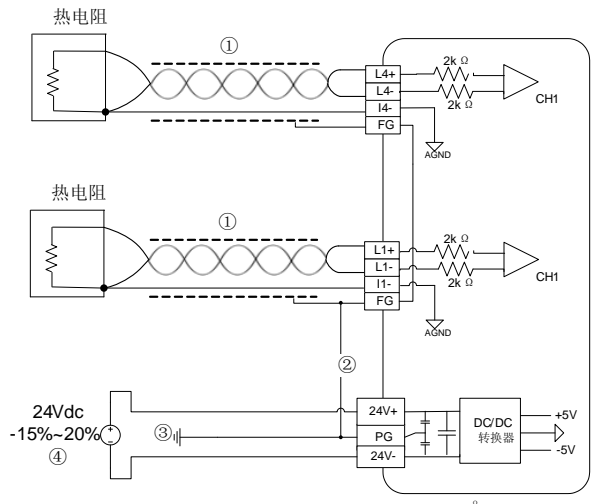 热电阻
①
L4+
L4-
I4-
FG
2k Ω
2k Ω
CH1
AGND
热电阻
①
L1+
L1-
I1-
FG
2k Ω
2k Ω
CH1
AGND
②
24Vdc
-15%~20%
④
③
24V+
PG
24V-
DC/DC
转换器
+5V
-5V